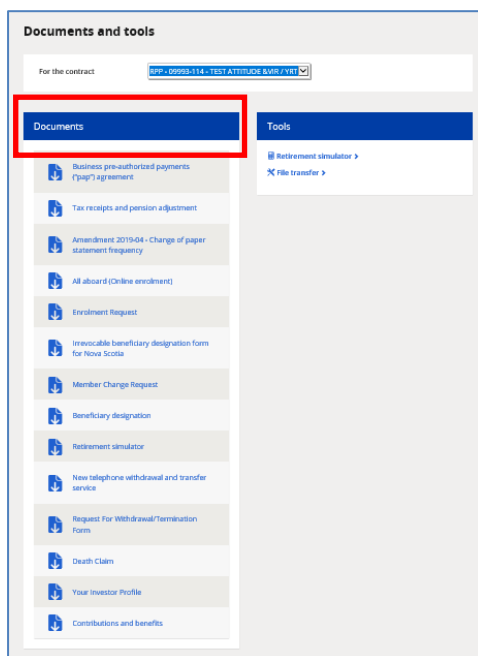 Documents and tools
For the contract
RPP - 09993-114 - TEST ATTITUDE &VIR / YRT
Documents
Business pre-authorized payments
("pap") agreement
Tax receipts and pension adjustment
Amendment 2019-04 - Change of paper
statement frequency
All aboard (Online enrolment)
Enrolment Request
Irrevocable beneficiary designation form
for Nova Scotia
Member Change Request
Beneficiary designation
Retirement simulator
New telephone withdrawal and transfer
service
Request For Withdrawal/Termination
Form
Death Claim
Your Investor Profile
Contributions and benefits
Tools
Retirement simulator >
File transfer >